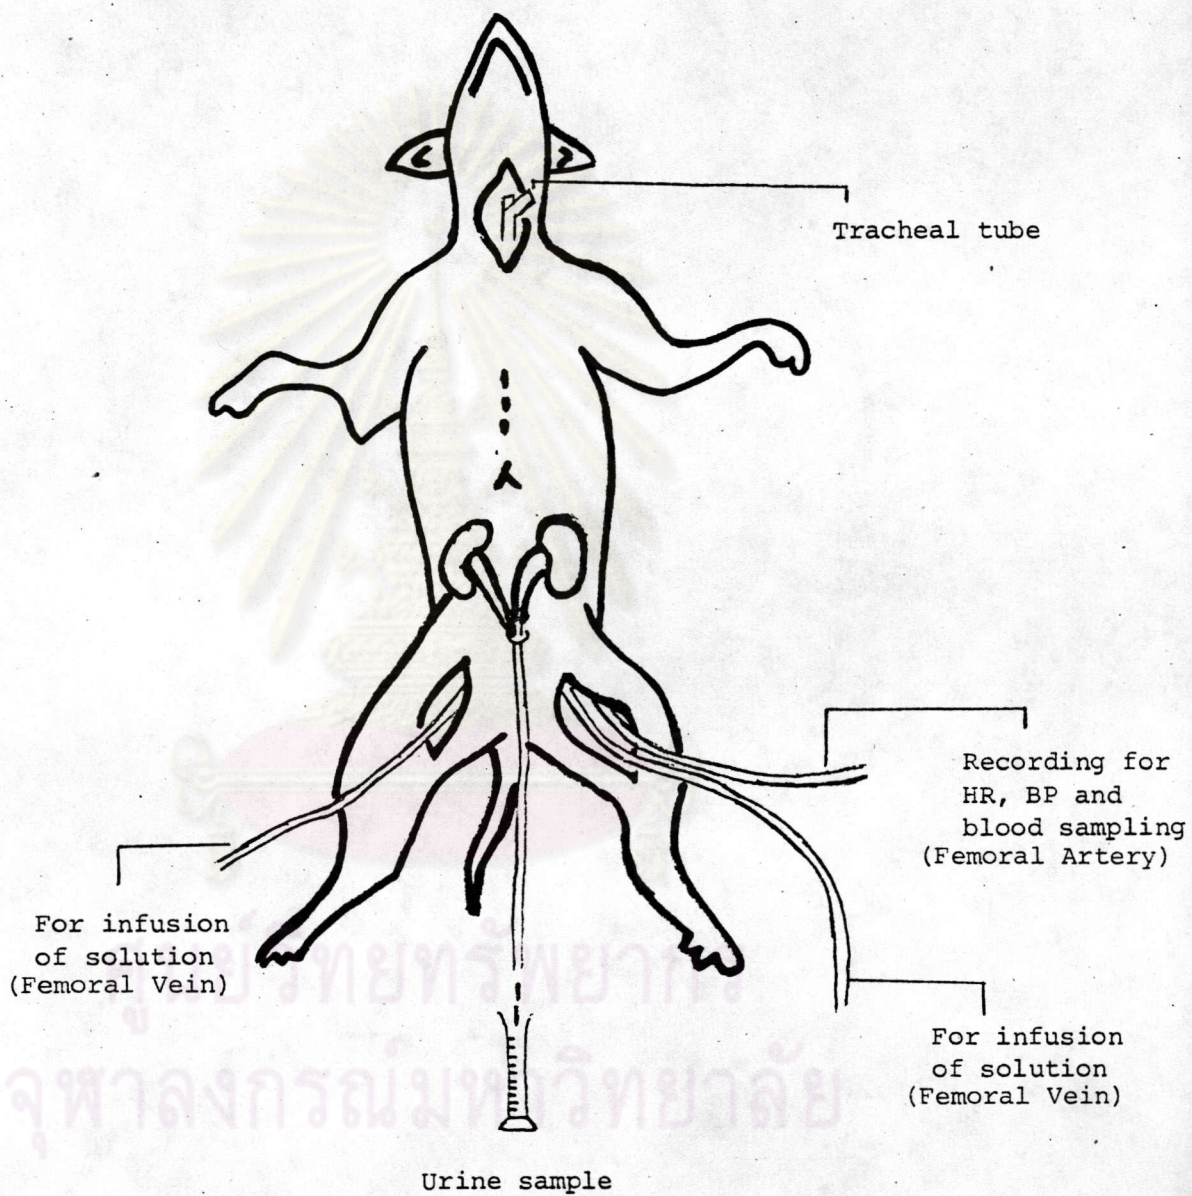 Tracheal tube
Recording for
HR, BP and
blood sampling
(Femoral Artery)
For infusion
of solution
(Femoral Vein)
For infusion
of solution
(Femoral Vein)
Urine sample
ศูนย์วิทยทรัพยากร
จุฬาลงกรณ์มหาวิทยาลัย